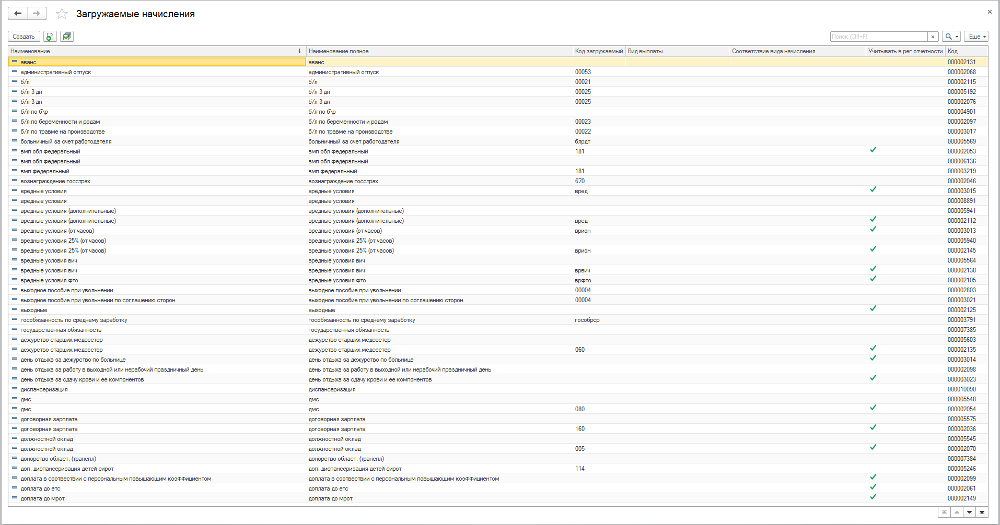 Загружаемые начисления
Создать Поиск (Ctrl+F) Еще
Наименование Наименование полное Код загружаемый Вид выплаты Соответствие вида начисления Учитывать в рег отчетности Код
аванс аванс 000002131
административный отпуск административный отпуск 00053 000002068
б/л б/л 00021 000002115
б/л 3 дн б/л 3 дн 00025 000005192
б/л 3 дн б/л 3 дн 00025 000002076
б/л по б\р б/л по б\р 000004901
б/л по беременности и родам б/л по беременности и родам 00023 000002097
б/л по травме на производстве б/л по травме на производстве 00022 000003017
больничный за счет работодателя больничный за счет работодателя блрдт 000005569
вмп обл федеральный вмп обл федеральный 181 000002053
вмп обл федеральный вмп обл федеральный 000006136
вмп федеральный вмп федеральный 181 000003219
вознаграждение госстрах вознаграждение госстрах 670 000002046
вредные условия вредные условия вред 000003015
вредные условия вредные условия 000008891
вредные условия (дополнительные) вредные условия (дополнительные) 000005941
вредные условия (дополнительные) вредные условия (дополнительные) вред 000002112
вредные условия (от часов) вредные условия (от часов) врион 000003013
вредные условия 25% (от часов) вредные условия 25% (от часов) 000005940
вредные условия 25% (от часов) вредные условия 25% (от часов) врион 000002145
вредные условия вич вредные условия вич 000005564
вредные условия вич вредные условия вич врвич 000002138
вредные условия фто вредные условия фто врфто 000002105
выходное пособие при увольнении выходное пособие при увольнении 00004 000002803
выходное пособие при увольнении по соглашению сторон выходное пособие при увольнении по соглашению сторон 00004 000003021
выходные выходные 000002125
гособязанность по среднему заработку гособязанность по среднему заработку гособрср 000003791
государственная обязанность государственная обязанность 000007385
дежурство старших медсестер дежурство старших медсестер 000005603
дежурство старших медсестер дежурство старших медсестер 060 000002135
день отдыха за дежурство по больнице день отдыха за дежурство по больнице 000003014
день отдыха за работу в выходной или нерабочий праздничный день день отдыха за работу в выходной или нерабочий праздничный день 000002098
день отдыха за сдачу крови и ее компонентов день отдыха за сдачу крови и ее компонентов 000003023
диспансеризация диспансеризация 000010090
дмс дмс 000005548
дмс дмс 080 000002054
договорная зарплата договорная зарплата 000005575
договорная зарплата договорная зарплата 160 000002036
должностной оклад должностной оклад 000005545
должностной оклад должностной оклад 005 000002070
донорство област. (транспл) донорство област. (транспл) 000007384
доп. диспансеризация детей сирот доп. диспансеризация детей сирот 114 000005246
доплата в соотвествии с персональным повышающим коэффициентом доплата в соотвествии с персональным повышающим коэффициентом 000002099
доплата до етс доплата до етс 000002061
доплата до мрот доплата до мрот 000002149